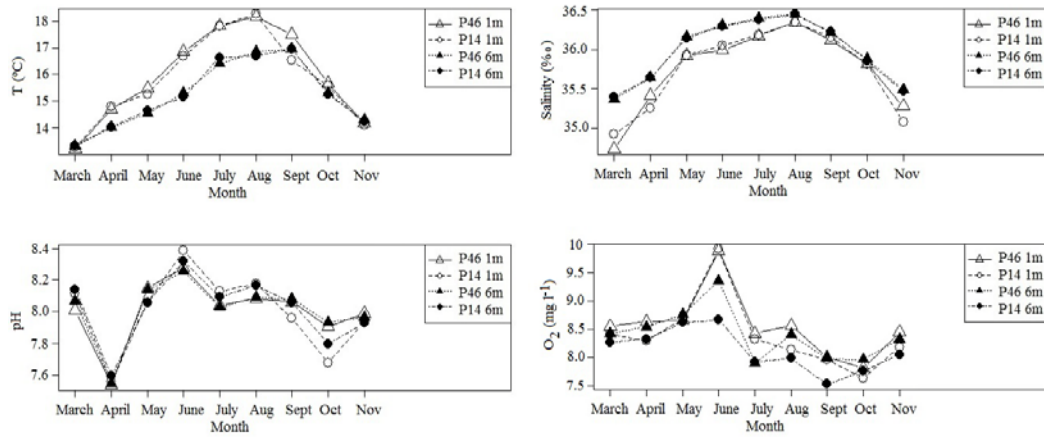 18
17
16
15
14
T (°C)
March April May June July Aug Sept Oct Nov
Month
P46 1m
P14 1m
P46 6m
P14 6m
36.5
36.0
35.5
35.0
Salinity (‰)
March April May June July Aug Sept Oct Nov
Month
P46 1m
P14 1m
P46 6m
P14 6m
8.4
8.2
8.0
7.8
7.6
pH
March April May June July Aug Sept Oct Nov
Month
P46 1m
P14 1m
P46 6m
P14 6m
10
9.5
9.0
8.5
8.0
7.5
O2 (mg l-1)
March April May June July Aug Sept Oct Nov
Month
P46 1m
P14 1m
P46 6m
P14 6m